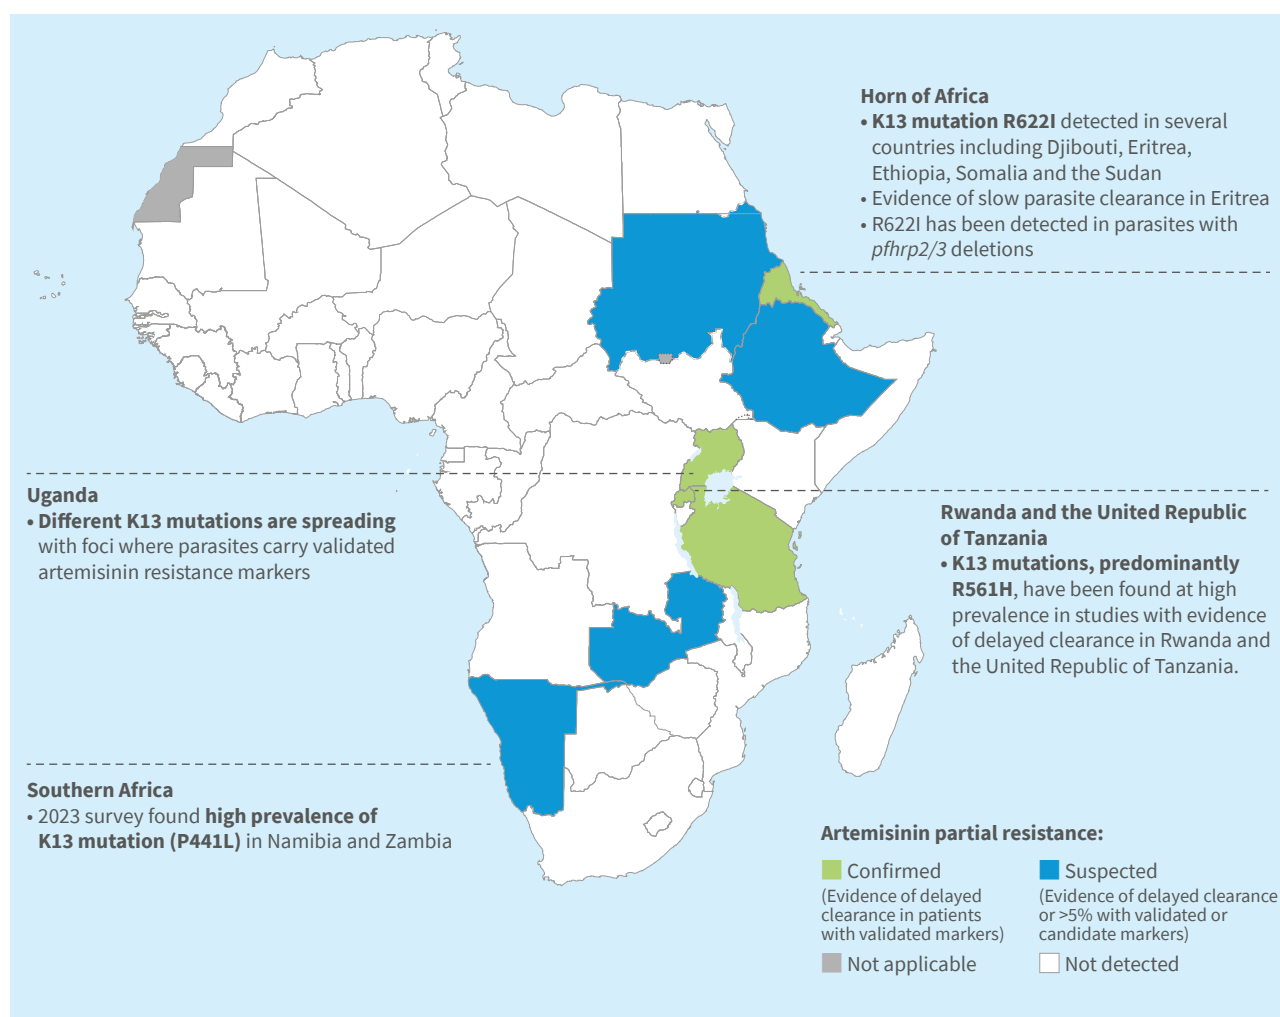 Horn of Africa
• K13 mutation R622I detected in several
countries including Djibouti, Eritrea,
Ethiopia, Somalia and the Sudan
• Evidence of slow parasite clearance in Eritrea
• R622I has been detected in parasites with
pfhrp2/3 deletions
Uganda
• Different K13 mutations are spreading
with foci where parasites carry validated
artemisinin resistance markers
Rwanda and the United Republic
of Tanzania
• K13 mutations, predominantly
R561H, have been found at high
prevalence in studies with evidence
of delayed clearance in Rwanda and
the United Republic of Tanzania.
Southern Africa
• 2023 survey found high prevalence of
K13 mutation (P441L) in Namibia and Zambia
Artemisinin partial resistance:
Confirmed
(Evidence of delayed
clearance in patients
with validated markers)
Suspected
(Evidence of delayed clearance
or >5% with validated or
candidate markers)
Not applicable
Not detected